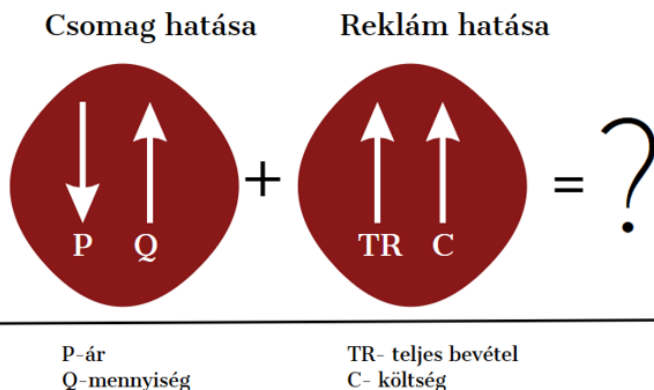 Csomag hatása Reklám hatása
P Q + TR C = ?
P-ár TR- teljes bevétel
Q-mennyiség C- költség